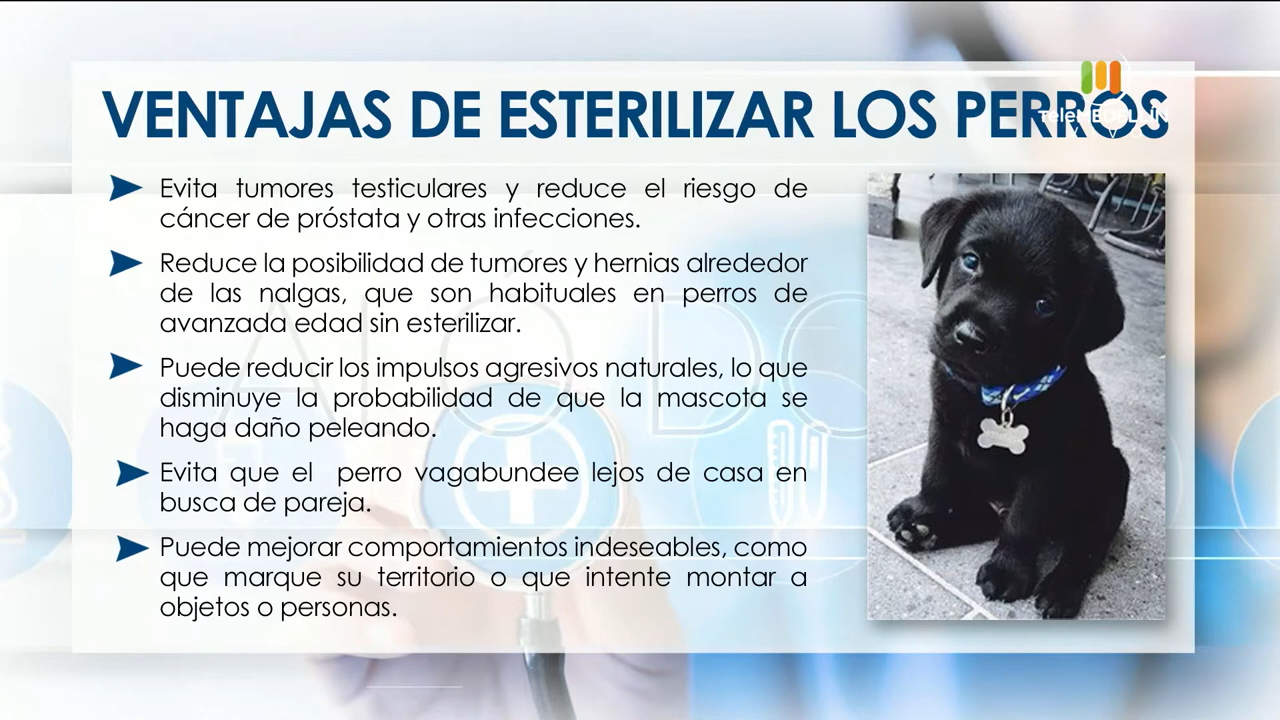 VENTAJAS DE ESTERILIZAR LOS PERROS
teleMEDELLÍN
Evita tumores testiculares y reduce el riesgo de
cáncer de próstata y otras infecciones.
Reduce la posibilidad de tumores y hernias alrededor
de las nalgas, que son habituales en perros de
avanzada edad sin esterilizar.
Puede reducir los impulsos agresivos naturales, lo que
disminuye la probabilidad de que la mascota se
haga daño peleando.
Evita que el perro vagabundee lejos de casa en
busca de pareja.
Puede mejorar comportamientos indeseables, como
que marque su territorio o que intente montar a
objetos o personas.